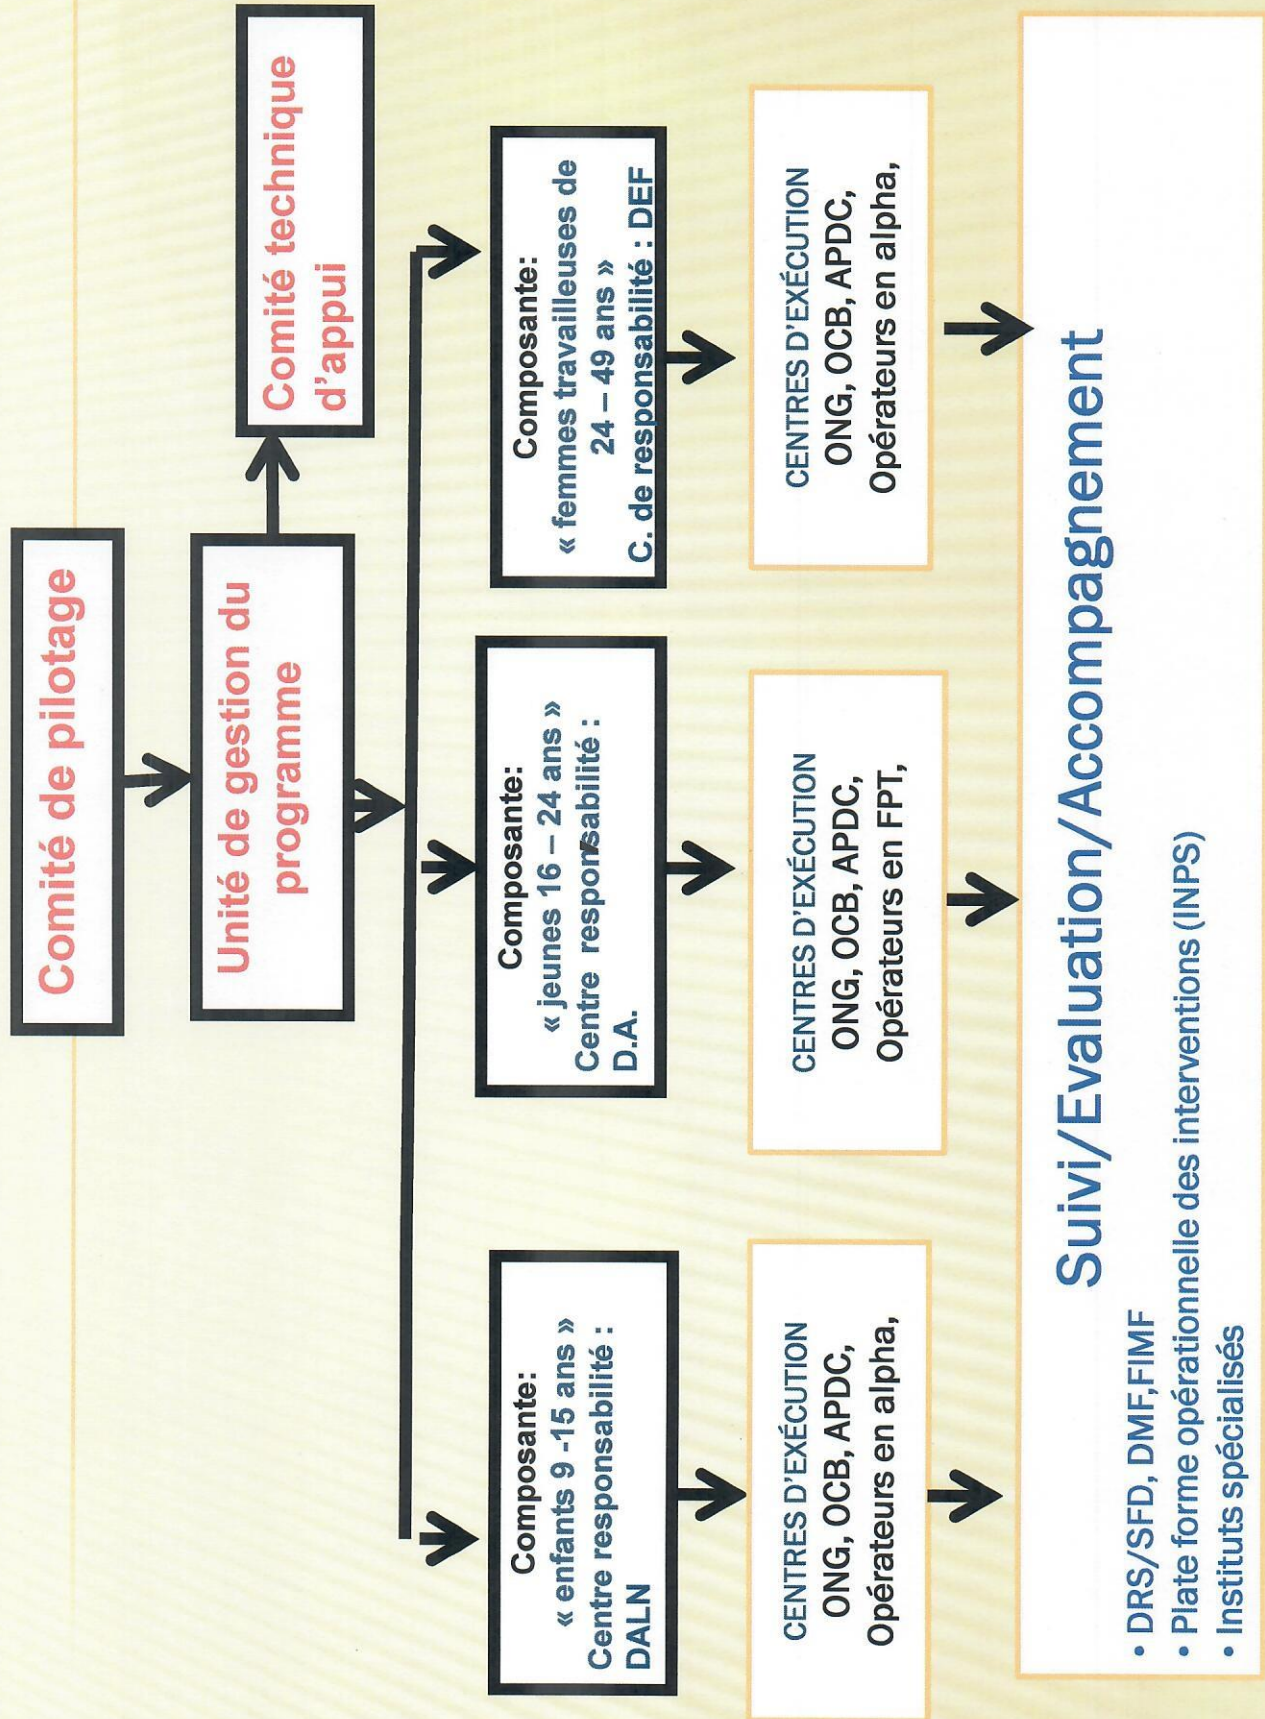 Comité de pilotage
Unité de gestion du
programme
Comité technique
d'appui
Composante:
« enfants 9 -15 ans »
Centre responsabilité :
DALN
Composante:
« jeunes 16 – 24 ans »
Centre responsabilité :
D.A.
Composante:
« femmes travailleuses de
24 – 49 ans »
C. de responsabilité : DEF
CENTRES D'EXÉCUTION
ONG, OCB, APDC,
Opérateurs en alpha,
CENTRES D'EXÉCUTION
ONG, OCB, APDC,
Opérateurs en FPT,
CENTRES D'EXÉCUTION
ONG, OCB, APDC,
Opérateurs en alpha,
Suivi/Evaluation/Accompagnement
• DRS/SFD, DMF,FIMF
• Plate forme opérationnelle des interventions (INPS)
• Instituts spécialisés